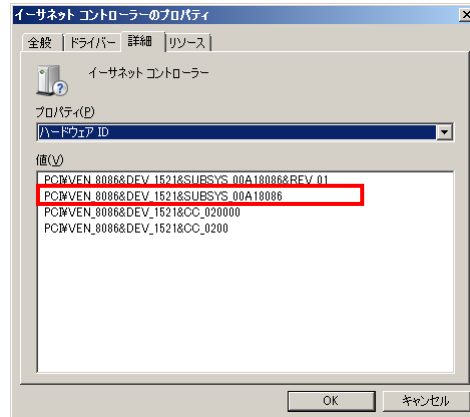 イーサネット コントローラーのプロパティ
全般 ドライバー 詳細 リソース
イーサネット コントローラー
プロパティ(P)
ハードウェア ID
値(V)
PCI¥VEN_8086&DEV_1521&SUBSYS_00A18086&REV_01
PCI¥VEN_8086&DEV_1521&SUBSYS_00A18086
PCI¥VEN_8086&DEV_1521&CC_020000
PCI¥VEN_8086&DEV_1521&CC_0200
OK キャンセル